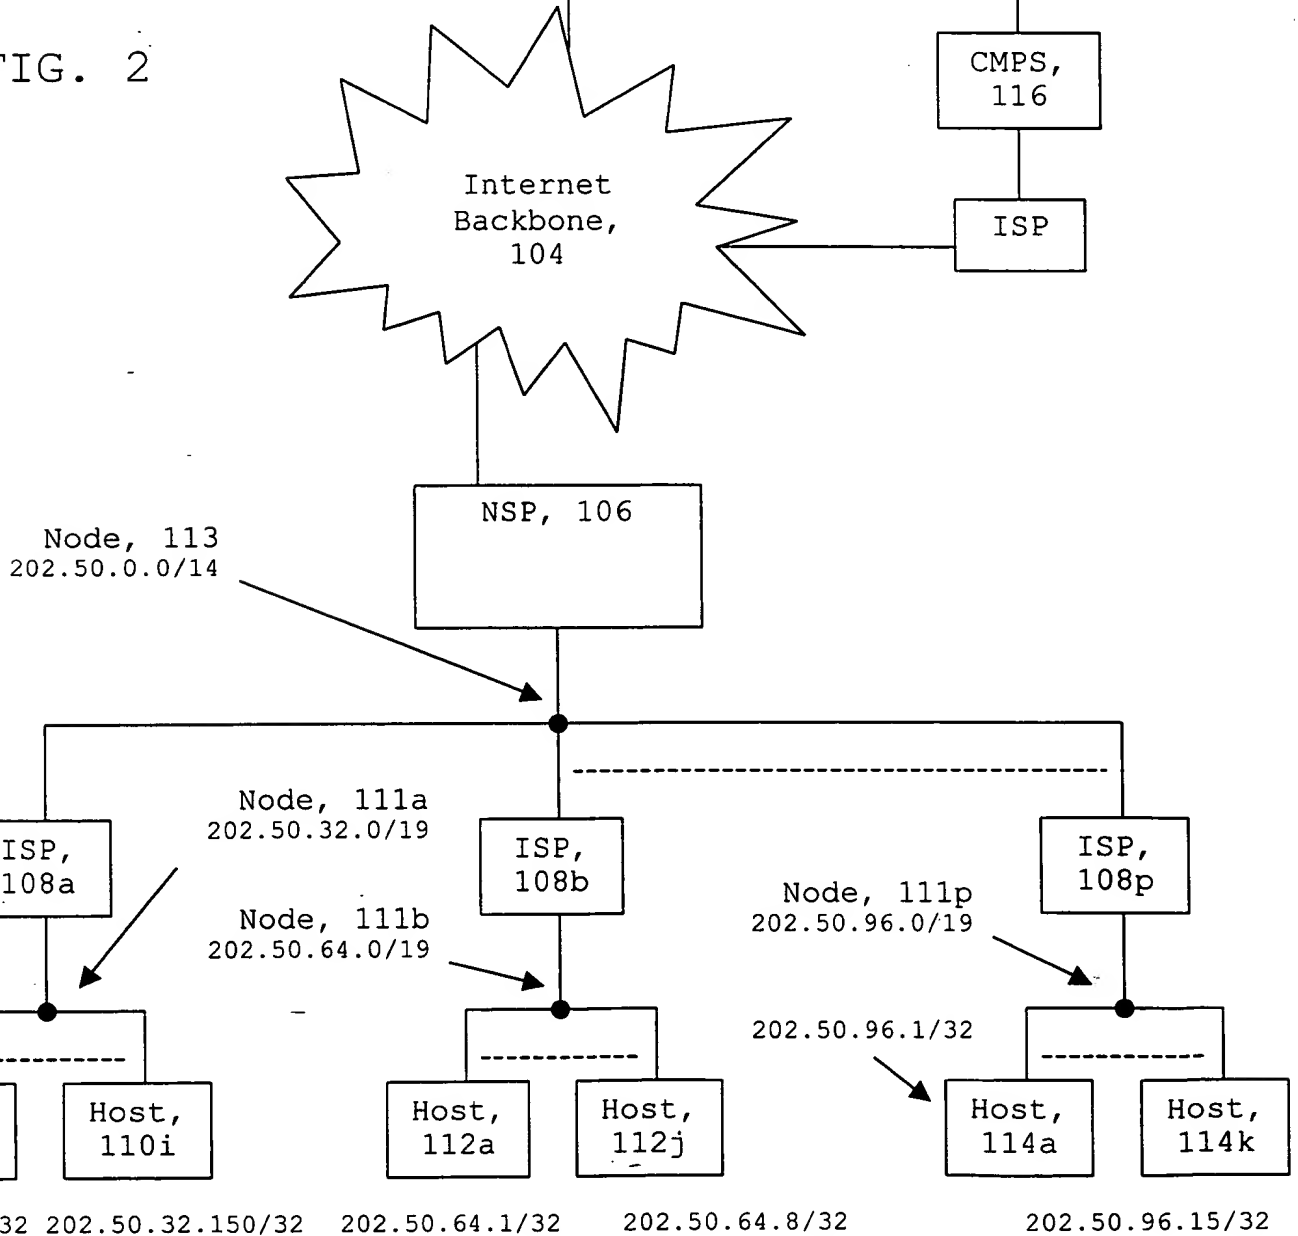 FIG. 2
CMPS,
116
Internet
Backbone,
104
ISP
NSP, 106
Node, 113
202.50.0.0/14
Node, 111a
202.50.32.0/19
ISP,
108a
ISP,
108b
ISP,
108p
Node, 111b
202.50.64.0/19
Node, 111p
202.50.96.0/19
202.50.96.1/32
Host,
110i
Host,
112a
Host,
112j
Host,
114a
Host,
114k
32 202.50.32.150/32
202.50.64.1/32
202.50.64.8/32
202.50.96.15/32